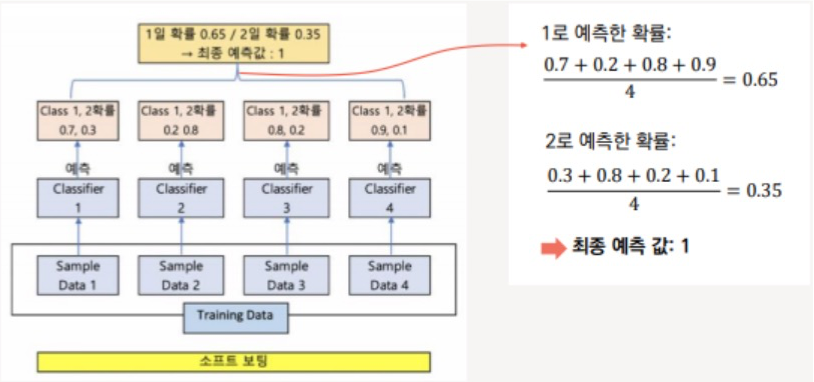 1일 확률 0.65 / 2일 확률 0.35
→ 최종 예측값 : 1
Class 1, 2확률
0.7, 0.3
Class 1, 2확률
0.2 0.8
Class 1, 2확률
0.8, 0.2
Class 1, 2확률
0.9, 0.1
예측
예측
예측
예측
Classifier
1
Classifier
2
Classifier
3
Classifier
4
Sample
Data 1
Sample
Data 2
Sample
Data 3
Sample
Data 4
Training Data
소프트 보팅
1로 예측한 확률:
0.7 + 0.2 + 0.8 + 0.9
4
= 0.65
2로 예측한 확률:
0.3 + 0.8 + 0.2 + 0.1
4
= 0.35
최종 예측 값: 1